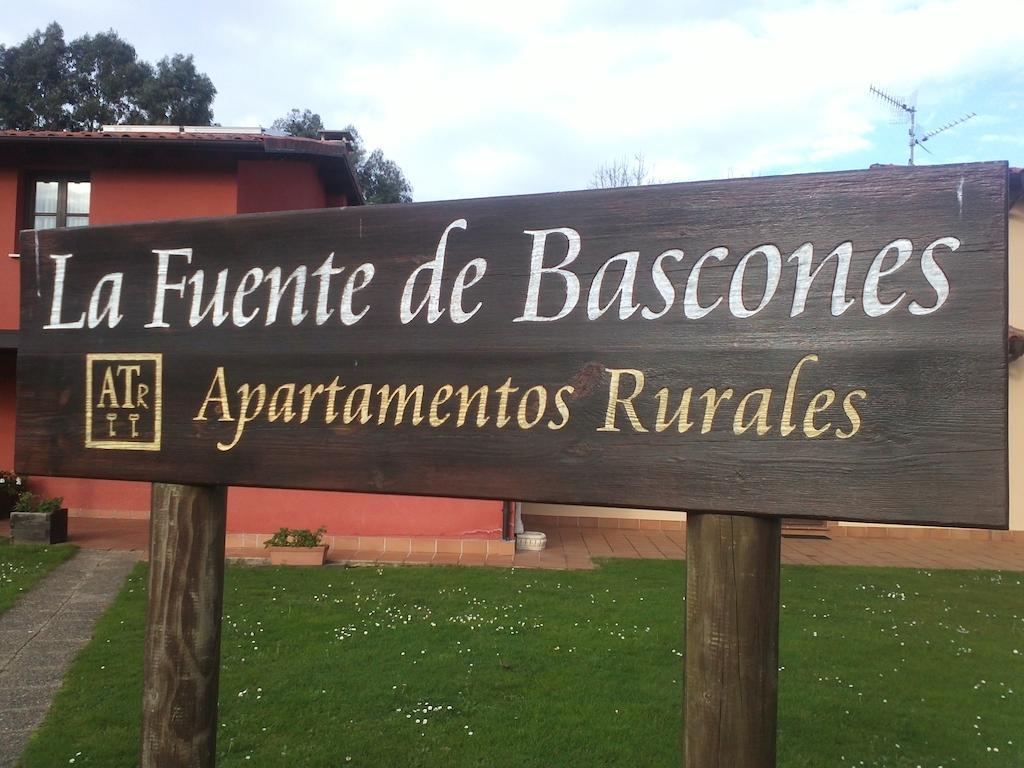 La Fuente de Bascones
ATR
Apartamentos Rurales